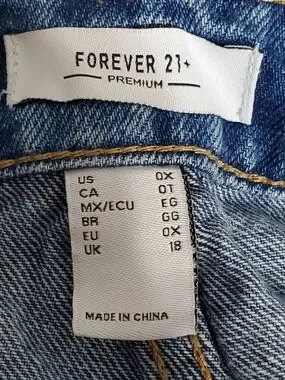 FOREVER 21+
PREMIUM
US 0X
CA 0T
MX/ECU EG
BR GG
EU 0X
UK 18
MADE IN CHINA